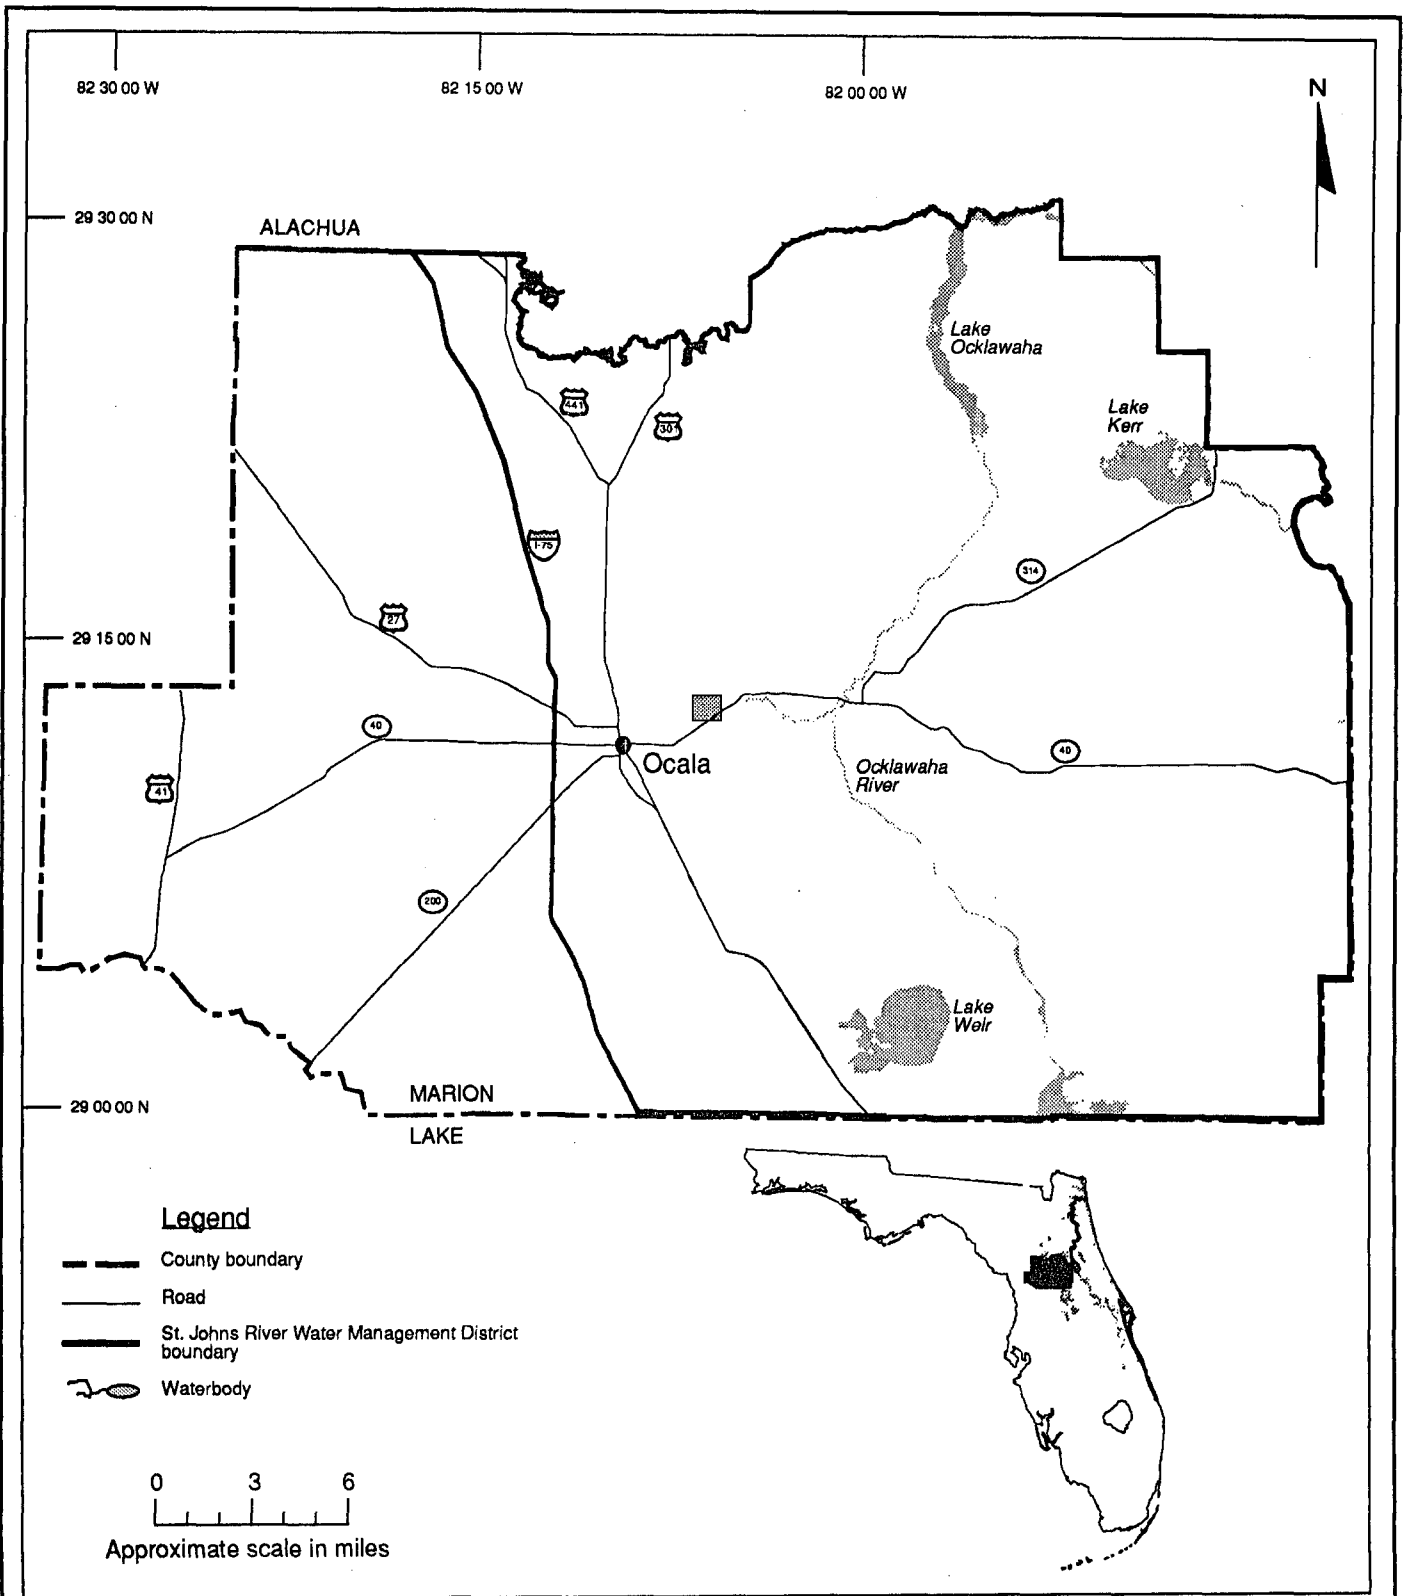 82 30 00 W
82 15 00 W
82 00 00 W
N
29 30 00 N
ALACHUA
Lake
Ocklawaha
Lake
Kerr
441
301
I-75
314
27
29 15 00 N
40
Ocala
41
Ocklawaha
River
40
200
Lake
Weir
29 00 00 N
MARION
LAKE
Legend
County boundary
Road
St. Johns River Water Management District
boundary
Waterbody
0 3 6
Approximate scale in miles